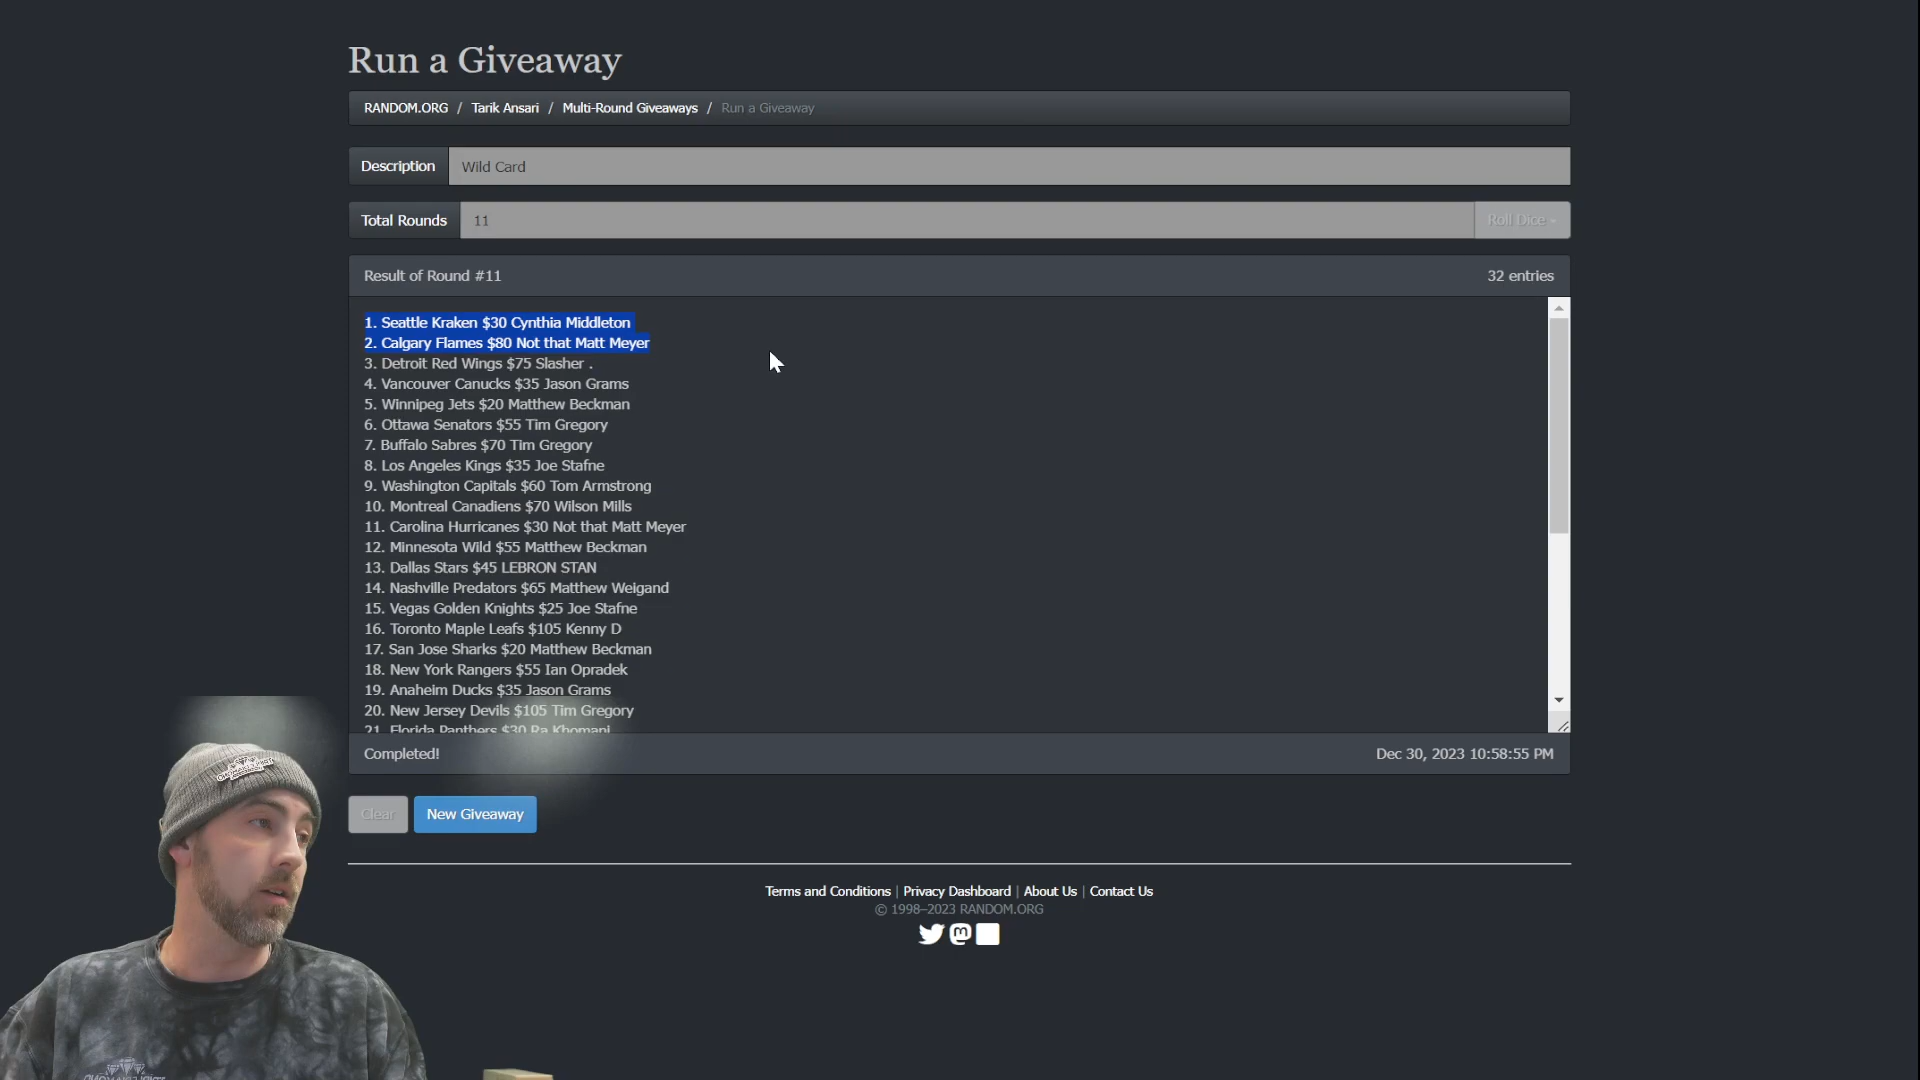 Run a Giveaway
RANDOM.ORG / Tarik Ansari / Multi-Round Giveaways / Run a Giveaway
Description Wild Card
Total Rounds 11 Roll Dice
Result of Round #11 32 entries
1. Seattle Kraken $30 Cynthia Middleton
2. Calgary Flames $80 Not that Matt Meyer
3. Detroit Red Wings $75 Slasher .
4. Vancouver Canucks $35 Jason Grams
5. Winnipeg Jets $20 Matthew Beckman
6. Ottawa Senators $55 Tim Gregory
7. Buffalo Sabres $70 Tim Gregory
8. Los Angeles Kings $35 Joe Stafne
9. Washington Capitals $60 Tom Armstrong
10. Montreal Canadiens $70 Wilson Mills
11. Carolina Hurricanes $30 Not that Matt Meyer
12. Minnesota Wild $55 Matthew Beckman
13. Dallas Stars $45 LEBRON STAN
14. Nashville Predators $65 Matthew Weigand
15. Vegas Golden Knights $25 Joe Stafne
16. Toronto Maple Leafs $105 Kenny D
17. San Jose Sharks $20 Matthew Beckman
18. New York Rangers $55 Ian Opradek
19. Anaheim Ducks $35 Jason Grams
20. New Jersey Devils $105 Tim Gregory
21. Florida Panthers $30 Ra Khomani
Completed! Dec 30, 2023 10:58:55 PM
Clear New Giveaway
Terms and Conditions | Privacy Dashboard | About Us | Contact Us
© 1998–2023 RANDOM.ORG